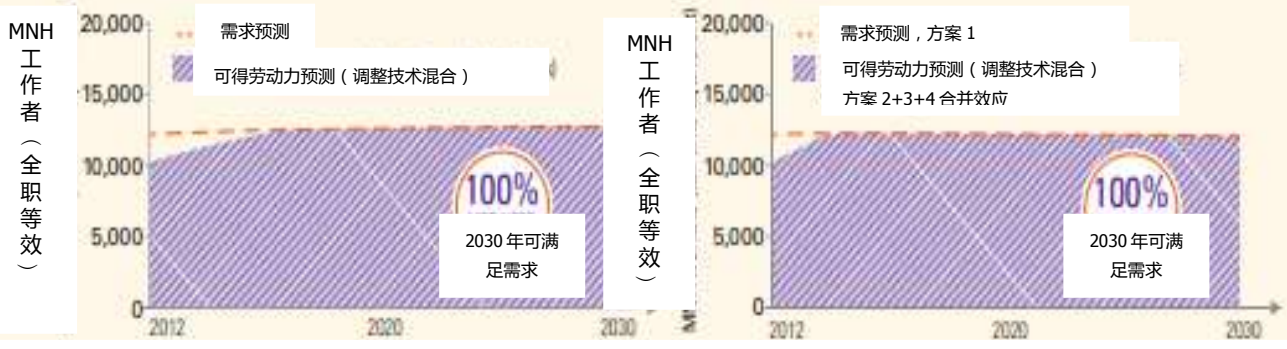 MNH
工
作
者
（
全
职
等
效
）
20,000
15,000
10,000
5,000
0
需求预测
可得劳动力预测（调整技术混合）
100%
2030 年可满
足需求
2012
2020
2030
MNH
工
作
者
（
全
职
等
效
）
20,000
15,000
10,000
5,000
0
需求预测，方案 1
可得劳动力预测（调整技术混合）
方案 2+3+4 合并效应
100%
2030 年可满
足需求
2012
2020
2030